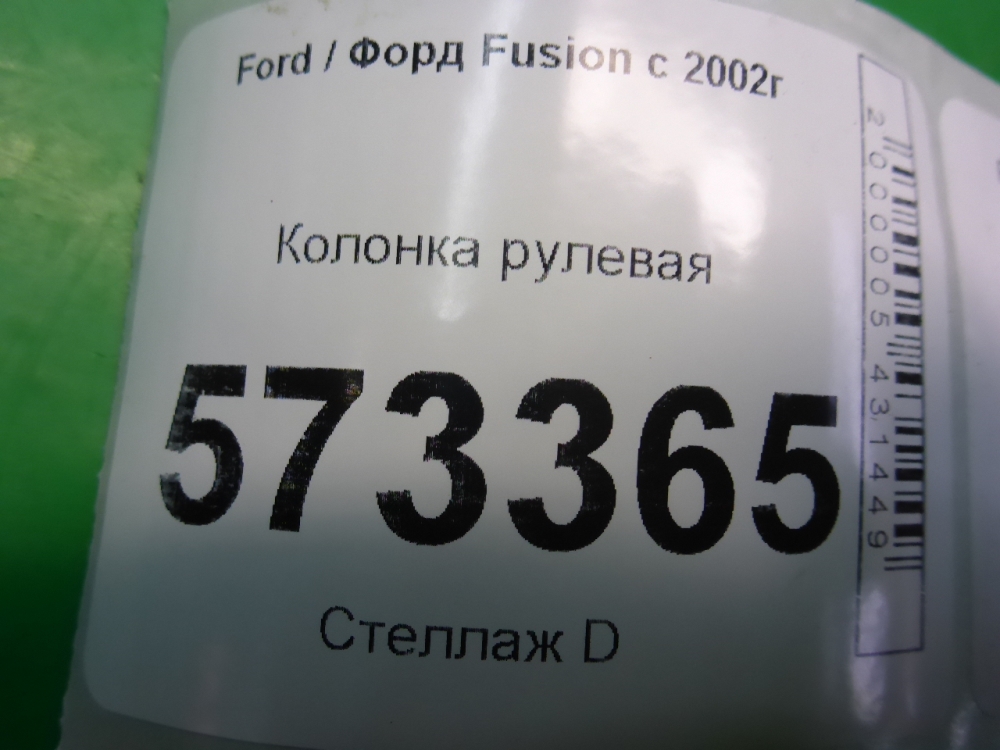 Ford / Форд Fusion с 2002г
Колонка рулевая
573365
Стеллаж D
2000005431449